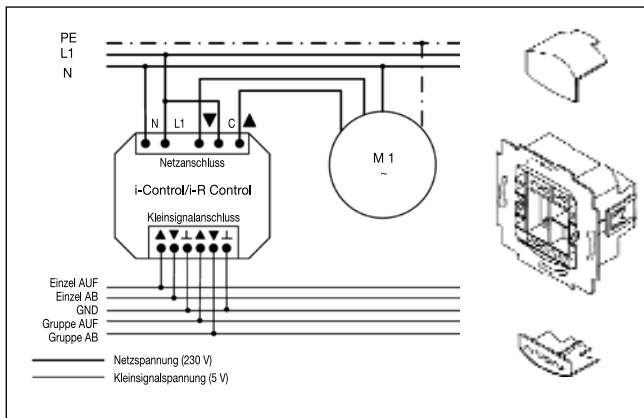 PE
L1
N
N L1 ▼ C ▲
Netzanschluss
i-Control/i-R Control
Kleinsignalanschluss
▲ ▼ ⊥ ▲ ▼ ⊥
M 1
~
Einzel AUF
Einzel AB
GND
Gruppe AUF
Gruppe AB
Netzspannung (230 V)
Kleinsignalspannung (5 V)